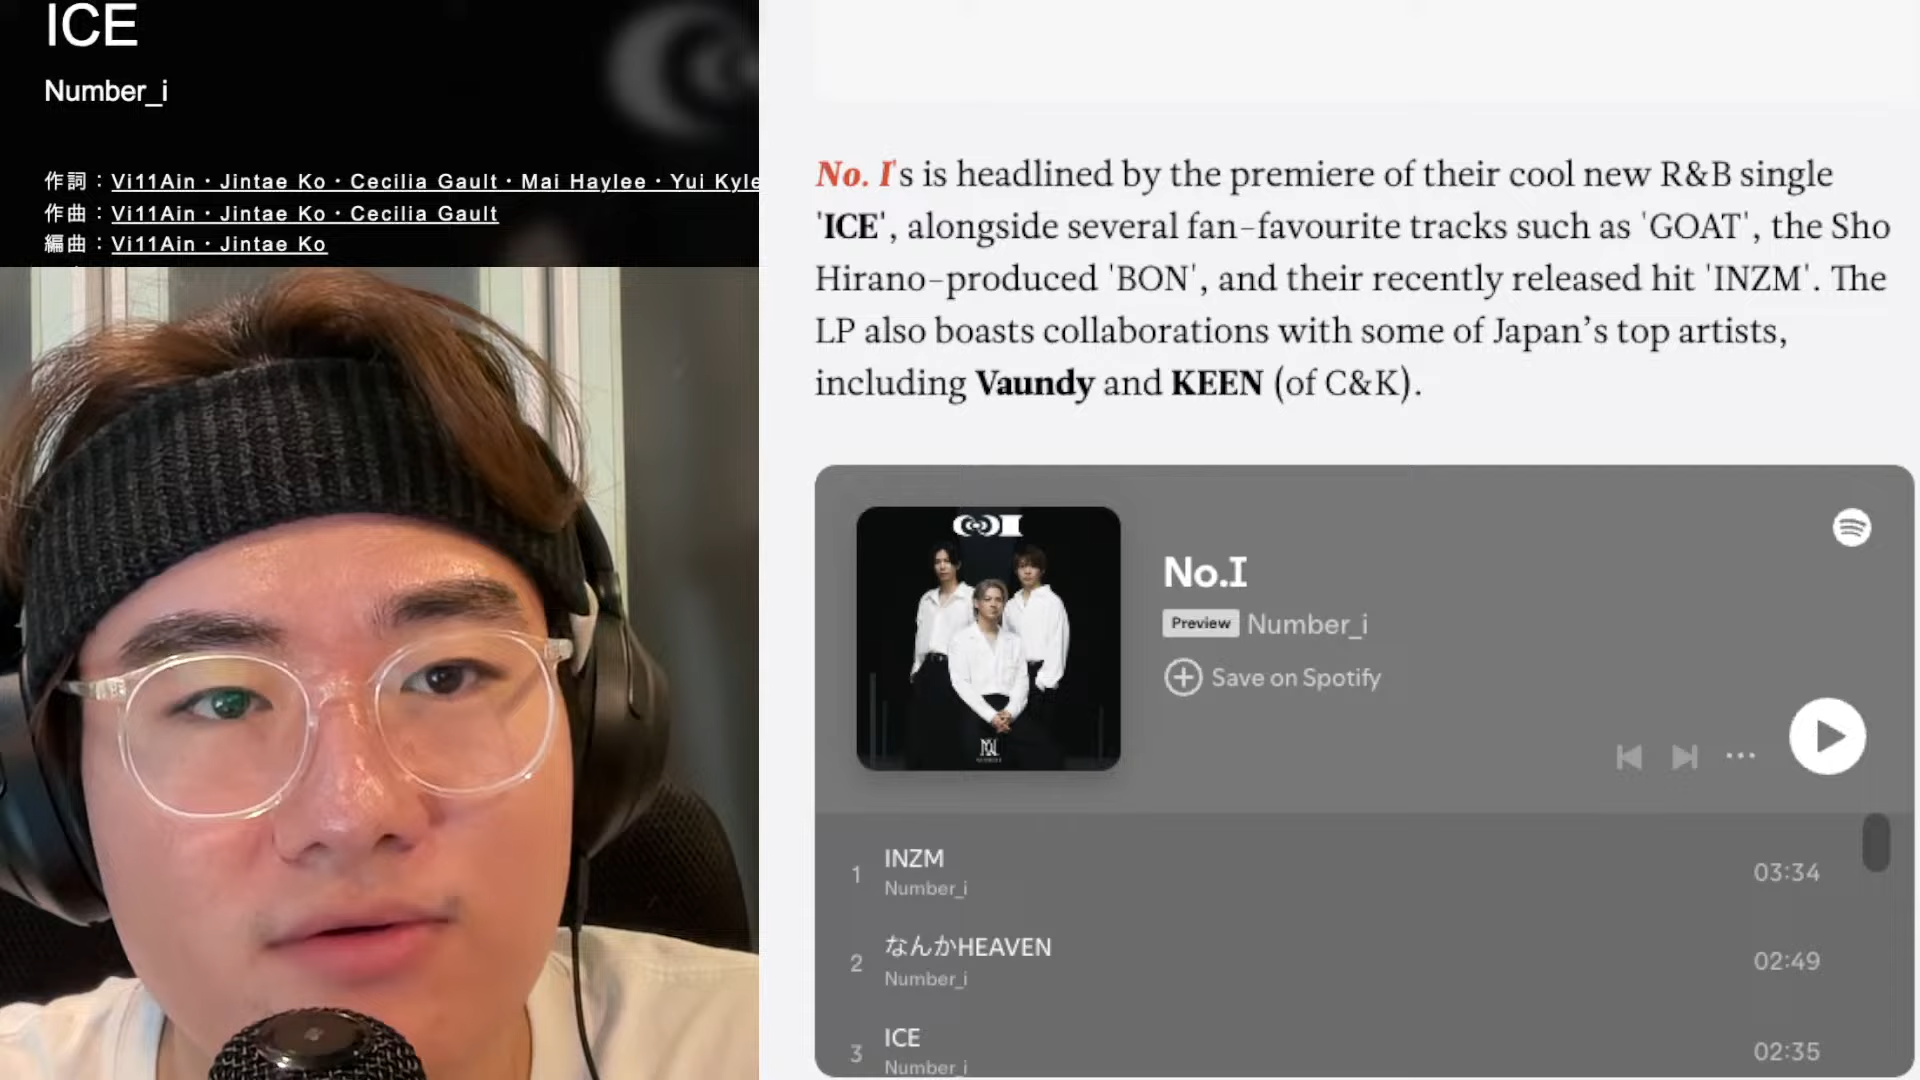 ICE
Number_i
作詞：Vi11Ain・Jintae Ko・Cecilia Gault・Mai Haylee・Yui Kyle
作曲：Vi11Ain・Jintae Ko・Cecilia Gault
編曲：Vi11Ain・Jintae Ko
No. I's is headlined by the premiere of their cool new R&B single
'ICE', alongside several fan-favourite tracks such as 'GOAT', the Sho
Hirano-produced 'BON', and their recently released hit 'INZM'. The
LP also boasts collaborations with some of Japan’s top artists,
including Vaundy and KEEN (of C&K).
No.I
Preview Number_i
Save on Spotify
1 INZM 03:34
Number_i
2 なんかHEAVEN 02:49
Number_i
3 ICE 02:35
Number_i